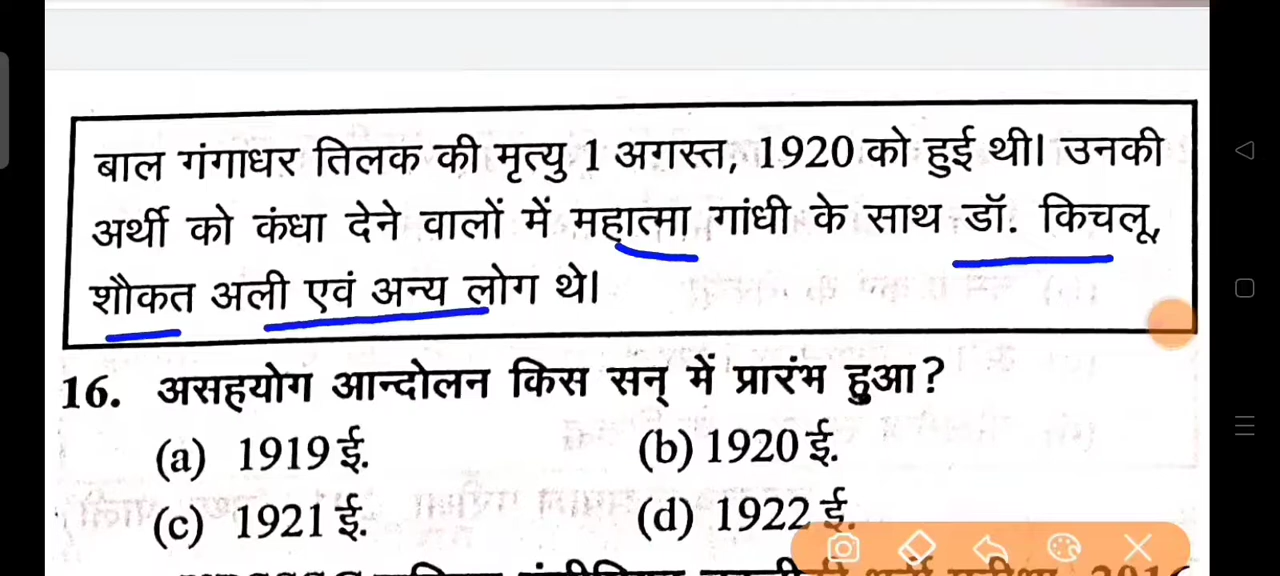 बाल गंगाधर तिलक की मृत्यु 1 अगस्त, 1920 को हुई थी। उनकी
अर्थी को कंधा देने वालों में महात्मा गांधी के साथ डॉ. किचलू,
शौकत अली एवं अन्य लोग थे।
16. असहयोग आन्दोलन किस सन् में प्रारंभ हुआ?
(a) 1919 ई. (b) 1920 ई.
(c) 1921 ई. (d) 1922 ई.